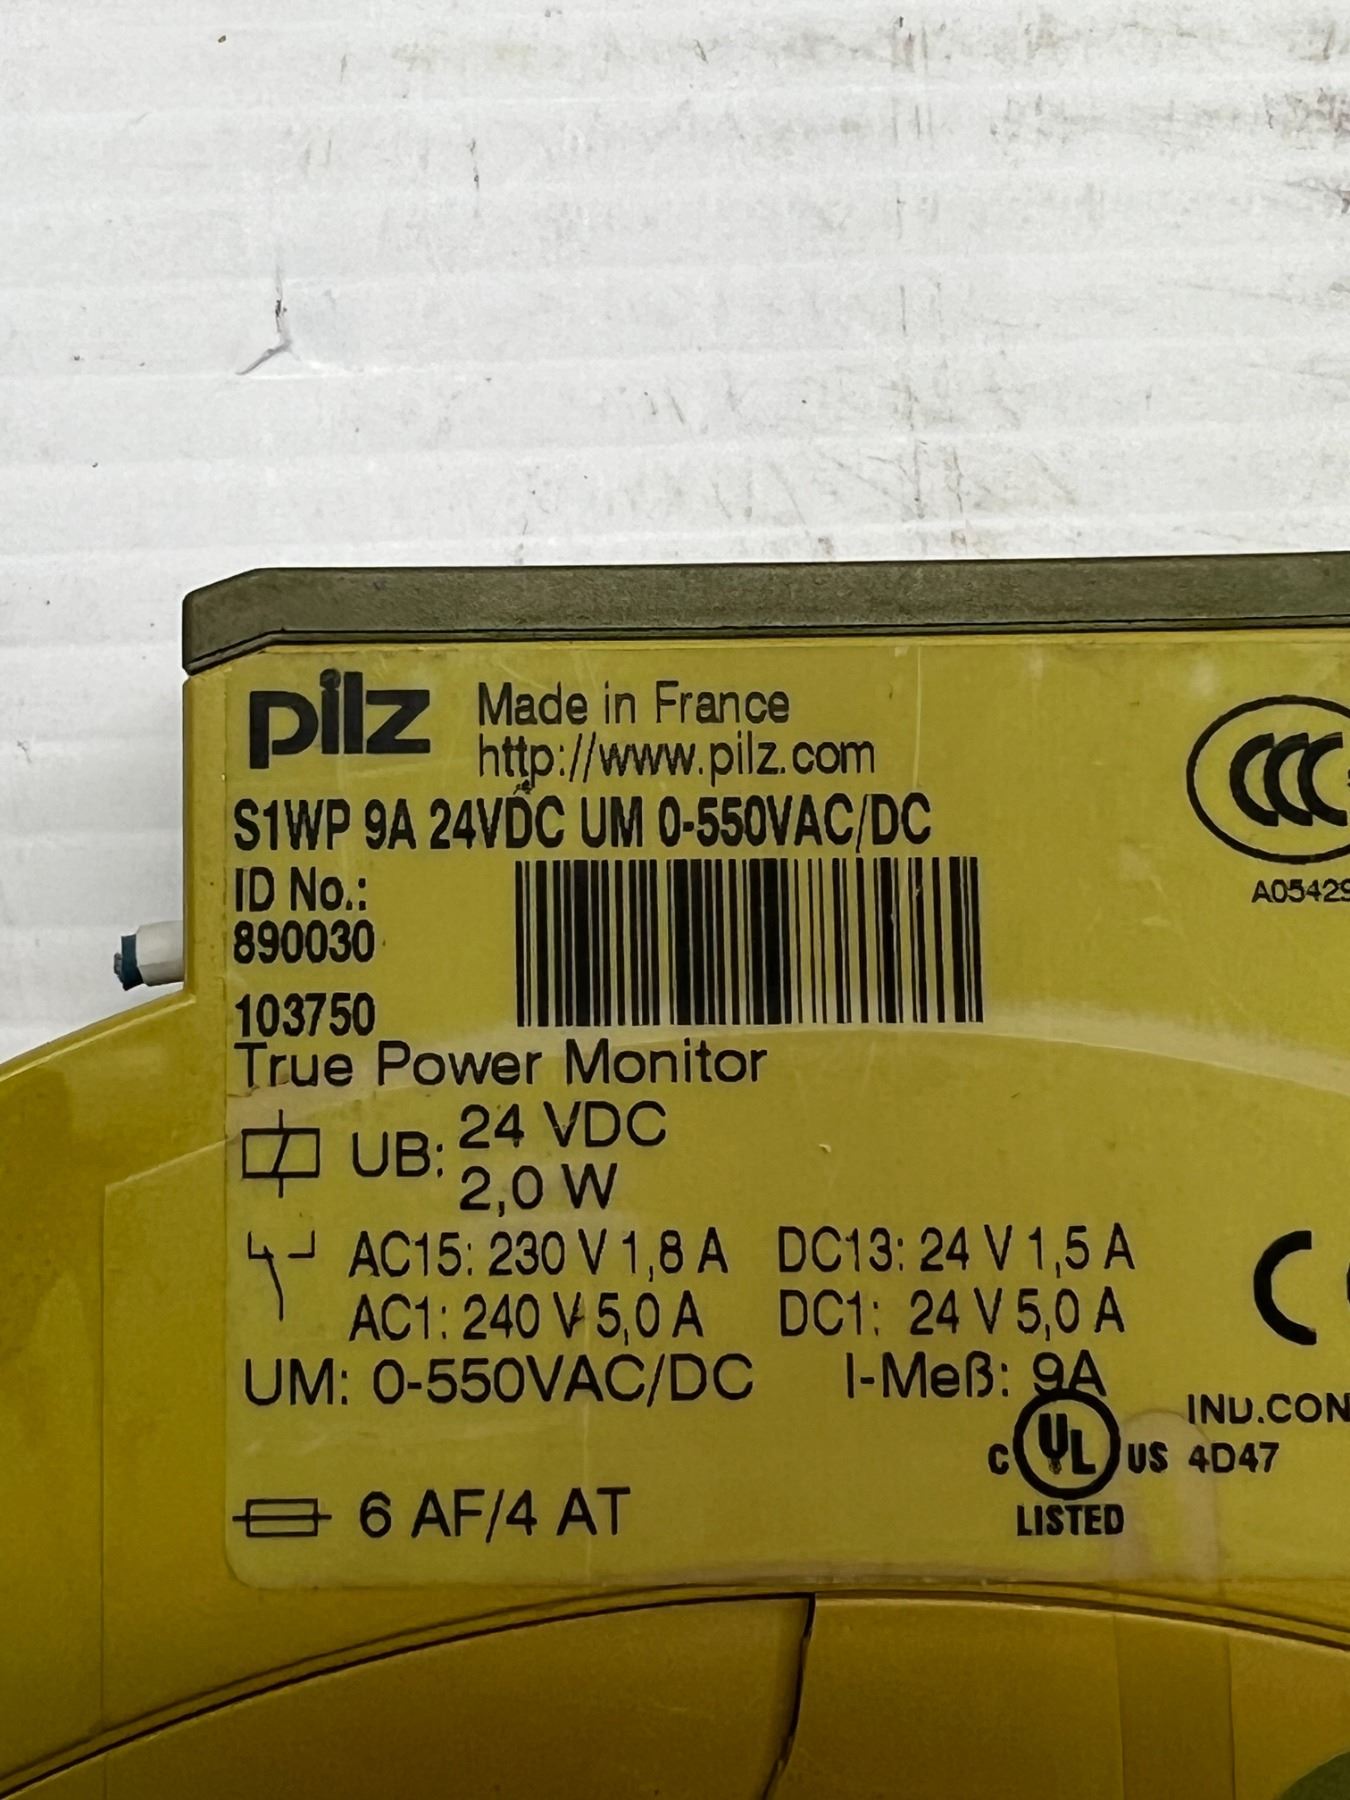 pilz Made in France
http://www.pilz.com
S1WP 9A 24VDC UM 0-550VAC/DC
CCC
ID No.:
890030
A05429
103750
True Power Monitor
UB: 24 VDC
2,0 W
AC15: 230 V 1,8 A DC13: 24 V 1,5 A
AC1: 240 V 5,0 A DC1: 24 V 5,0 A
UM: 0-550VAC/DC I-Meß: 9A
C UL US LISTED
IND.CON
4D47
6 AF/4 AT